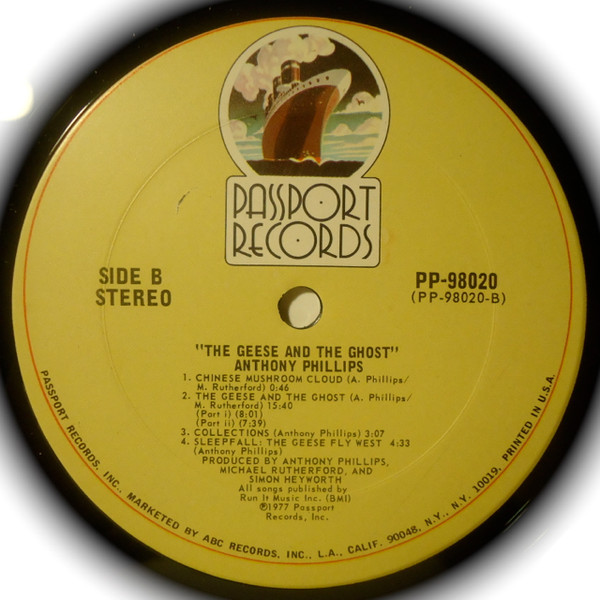 PASSPORT
RECORDS
SIDE B
STEREO
PP-98020
(PP-98020-B)
"THE GEESE AND THE GHOST"
ANTHONY PHILLIPS
1. CHINESE MUSHROOM CLOUD (A. Phillips/
M. Rutherford) 0:46
2. THE GEESE AND THE GHOST (A. Phillips/
M. Rutherford) 15:40
(Part i) (8:01)
(Part ii) (7:39)
3. COLLECTIONS (Anthony Phillips) 3:07
4. SLEEPFALL: THE GEESE FLY WEST 4:33
(Anthony Phillips)
PRODUCED BY ANTHONY PHILLIPS,
MICHAEL RUTHERFORD, AND
SIMON HEYWORTH
All songs published by
Run It Music Inc. (BMI)
℗1977 Passport
Records, Inc.
PASSPORT RECORDS, INC., MARKETED BY ABC RECORDS, INC., L.A., CALIF. 90048, N.Y., N.Y. 10019. PRINTED IN U.S.A.